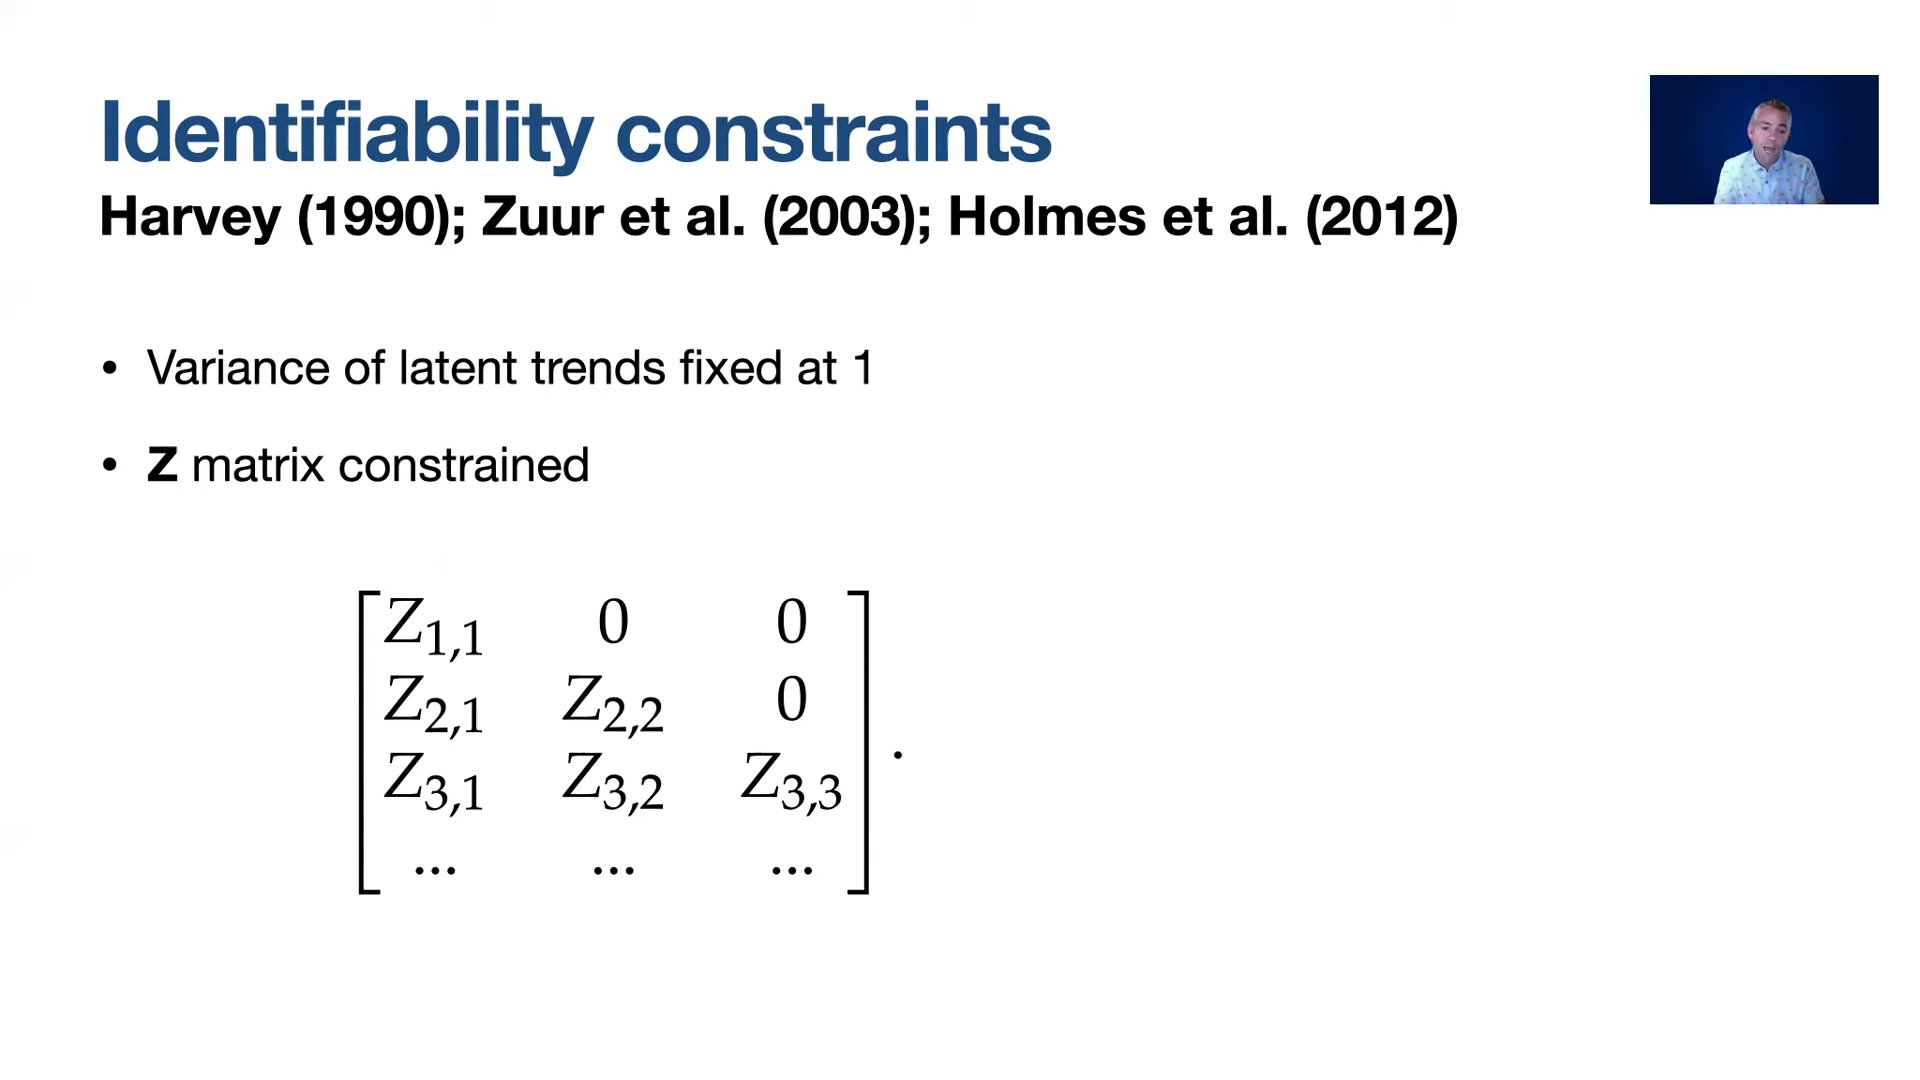 Identifiability constraints
Harvey (1990); Zuur et al. (2003); Holmes et al. (2012)
• Variance of latent trends fixed at 1
• Z matrix constrained
Z1,1 0 0
Z2,1 Z2,2 0
Z3,1 Z3,2 Z3,3 .
... ... ...